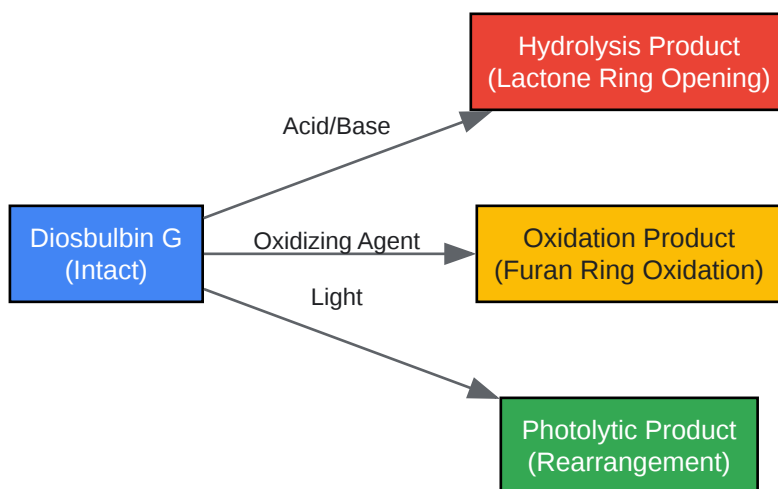 Hydrolysis Product
(Lactone Ring Opening)
Acid/Base
Diosbulbin G
(Intact)
Oxidizing Agent
Oxidation Product
(Furan Ring Oxidation)
Light
Photolytic Product
(Rearrangement)